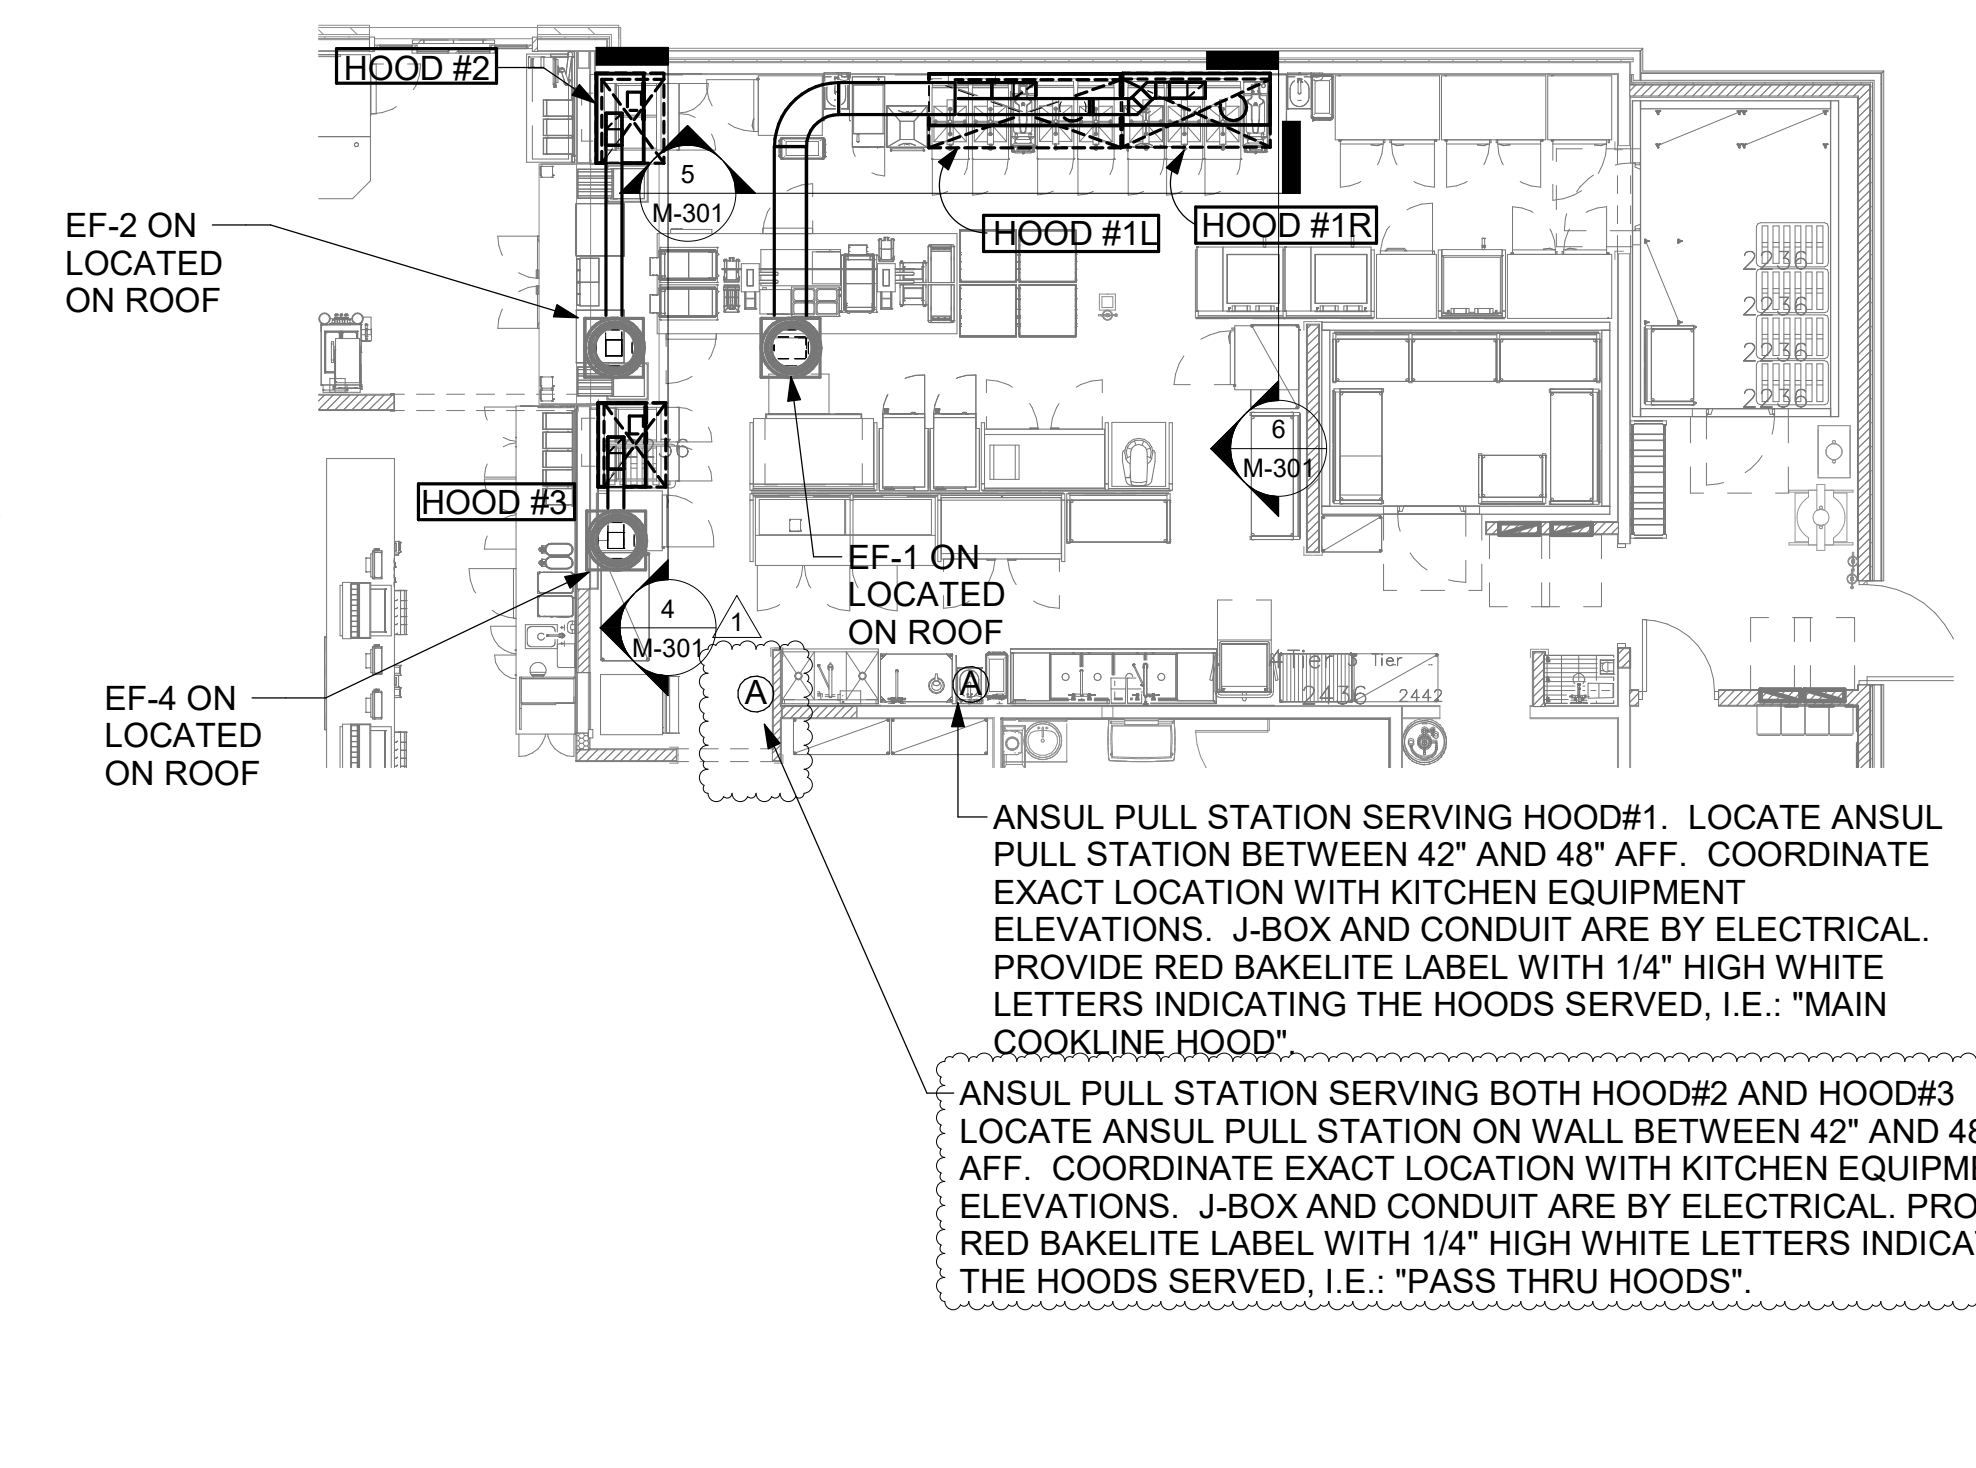 HOOD #2
5
M-301
EF-2 ON
LOCATED
ON ROOF
HOOD #1L
HOOD #1R
2236
2236
2236
2236
6
M-301
HOOD #3
EF-1 ON
LOCATED
ON ROOF
4
M-301
1
EF-4 ON
LOCATED
ON ROOF
A
A
4 Tier
Tier
2436
2442
ANSUL PULL STATION SERVING HOOD#1. LOCATE ANSUL
PULL STATION BETWEEN 42" AND 48" AFF. COORDINATE
EXACT LOCATION WITH KITCHEN EQUIPMENT
ELEVATIONS. J-BOX AND CONDUIT ARE BY ELECTRICAL.
PROVIDE RED BAKELITE LABEL WITH 1/4" HIGH WHITE
LETTERS INDICATING THE HOODS SERVED, I.E.: "MAIN
COOKLINE HOOD".
ANSUL PULL STATION SERVING BOTH HOOD#2 AND HOOD#3
LOCATE ANSUL PULL STATION ON WALL BETWEEN 42" AND 48
AFF. COORDINATE EXACT LOCATION WITH KITCHEN EQUIPME
ELEVATIONS. J-BOX AND CONDUIT ARE BY ELECTRICAL. PRO
RED BAKELITE LABEL WITH 1/4" HIGH WHITE LETTERS INDICA
THE HOODS SERVED, I.E.: "PASS THRU HOODS".